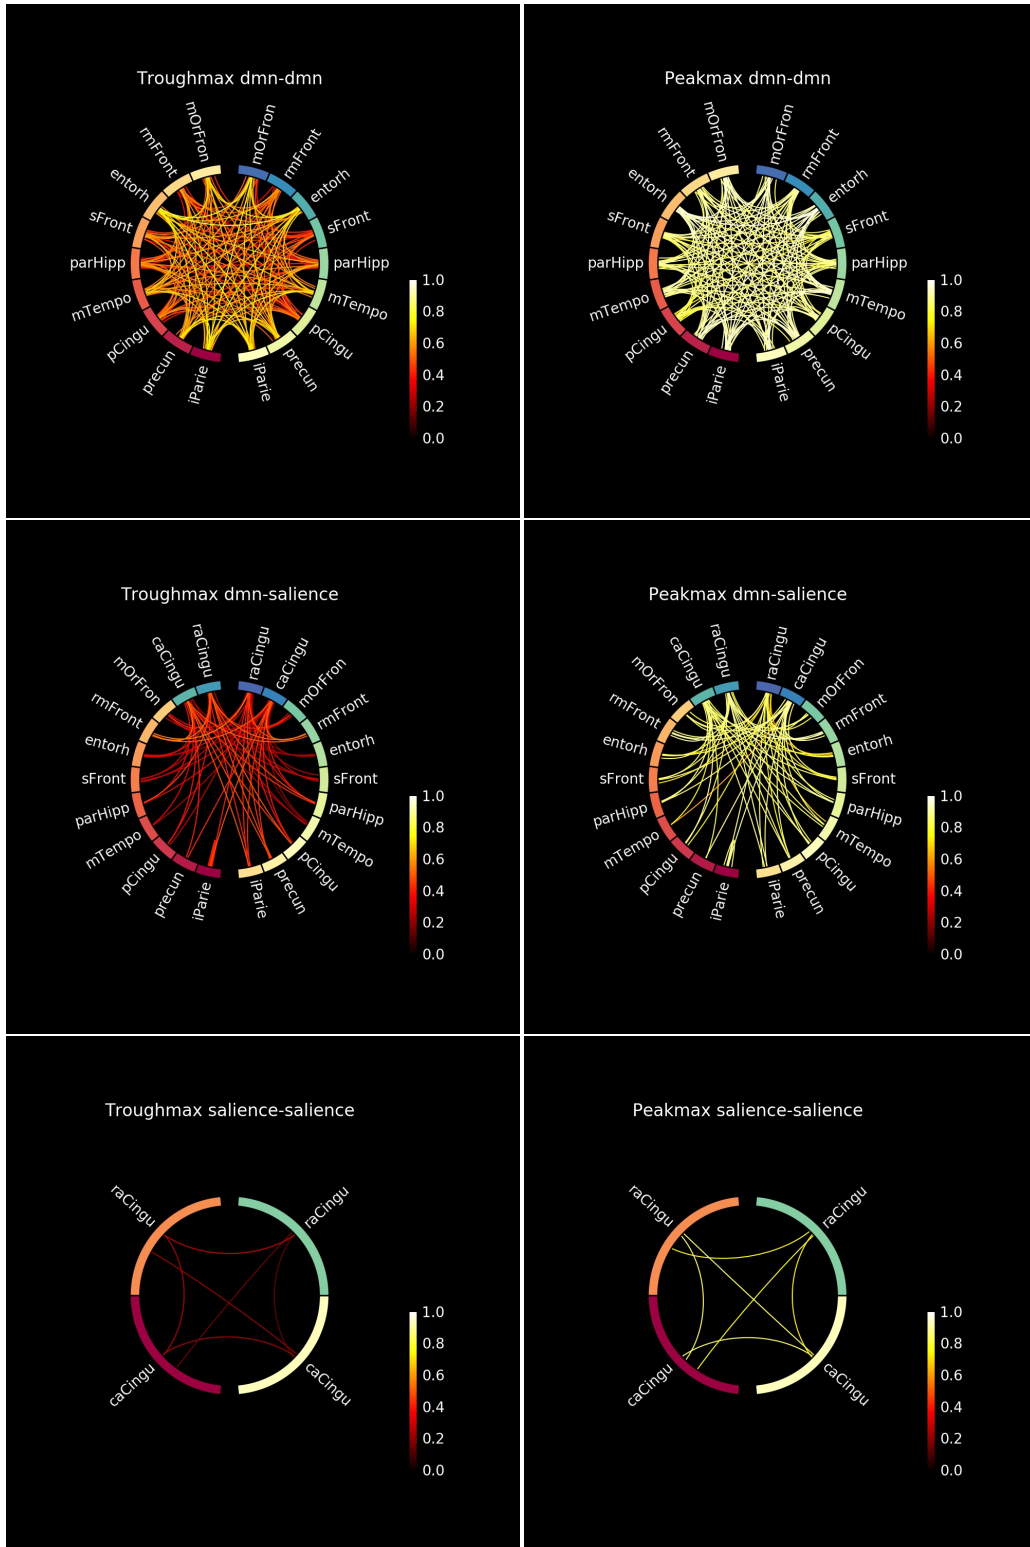 Troughmax dmn-dmn
mOrFron
mOrFron
rmFront
rmFront
entorh
entorh
sFront
sFront
parHipp
parHipp
mTempo
mTempo
pCingu
pCingu
precun
precun
iParie
iParie
1.0
0.8
0.6
0.4
0.2
0.0
Peakmax dmn-dmn
mOrFron
mOrFron
rmFront
rmFront
entorh
entorh
sFront
sFront
parHipp
parHipp
mTempo
mTempo
pCingu
pCingu
precun
precun
iParie
iParie
1.0
0.8
0.6
0.4
0.2
0.0
Troughmax dmn-salience
raCingu
raCingu
caCingu
caCingu
mOrFron
mOrFron
rmFront
rmFront
entorh
entorh
sFront
sFront
parHipp
parHipp
mTempo
mTempo
pCingu
pCingu
precun
precun
iParie
iParie
1.0
0.8
0.6
0.4
0.2
0.0
Peakmax dmn-salience
raCingu
raCingu
caCingu
caCingu
mOrFron
mOrFron
rmFront
rmFront
entorh
entorh
sFront
sFront
parHipp
parHipp
mTempo
mTempo
pCingu
pCingu
precun
precun
iParie
iParie
1.0
0.8
0.6
0.4
0.2
0.0
Troughmax salience-salience
raCingu
raCingu
caCingu
caCingu
1.0
0.8
0.6
0.4
0.2
0.0
Peakmax salience-salience
raCingu
raCingu
caCingu
caCingu
1.0
0.8
0.6
0.4
0.2
0.0